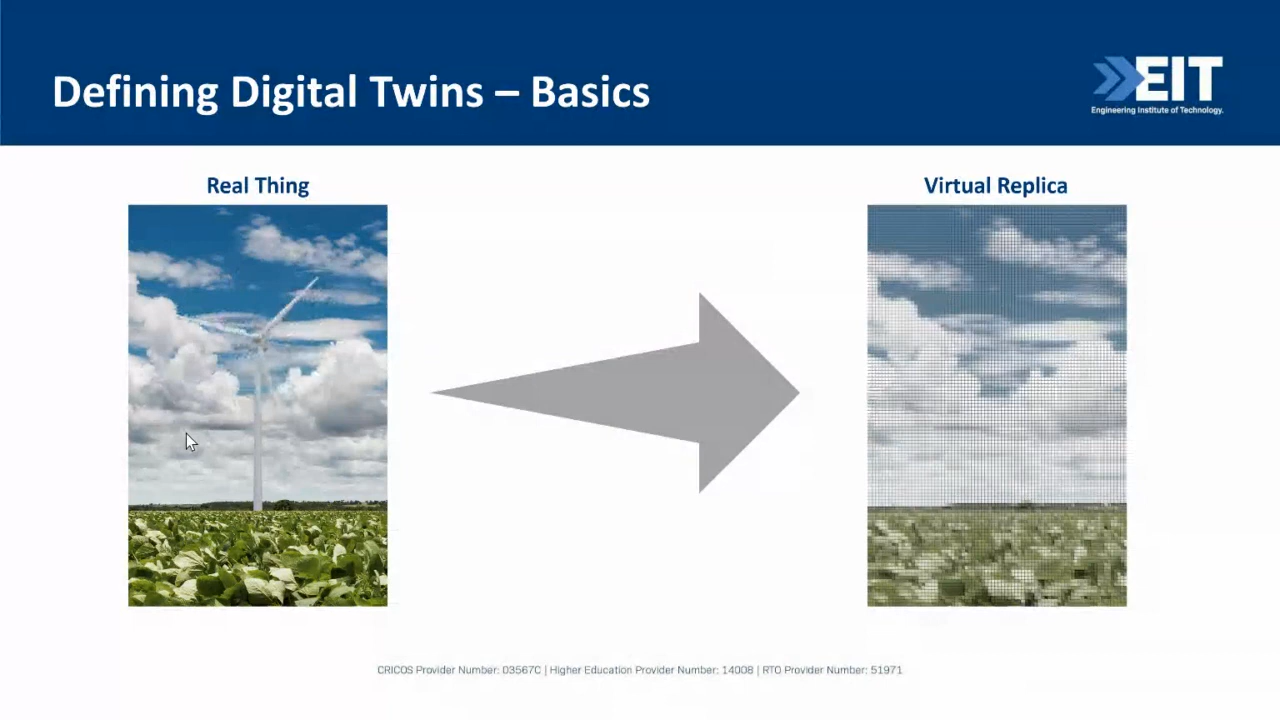 Defining Digital Twins – Basics
EIT
Engineering Institute of Technology.
Real Thing
Virtual Replica
CRICOS Provider Number: 03567C | Higher Education Provider Number: 14008 | RTO Provider Number: 51971